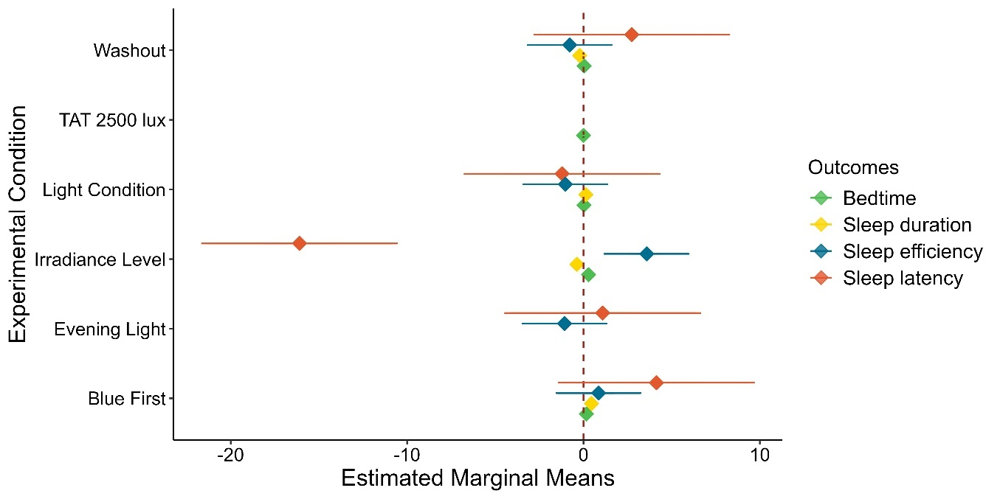 Experimental Condition
Washout
TAT 2500 lux
Light Condition
Irradiance Level
Evening Light
Blue First
-20 -10 0 10
Estimated Marginal Means
Outcomes
Bedtime
Sleep duration
Sleep efficiency
Sleep latency